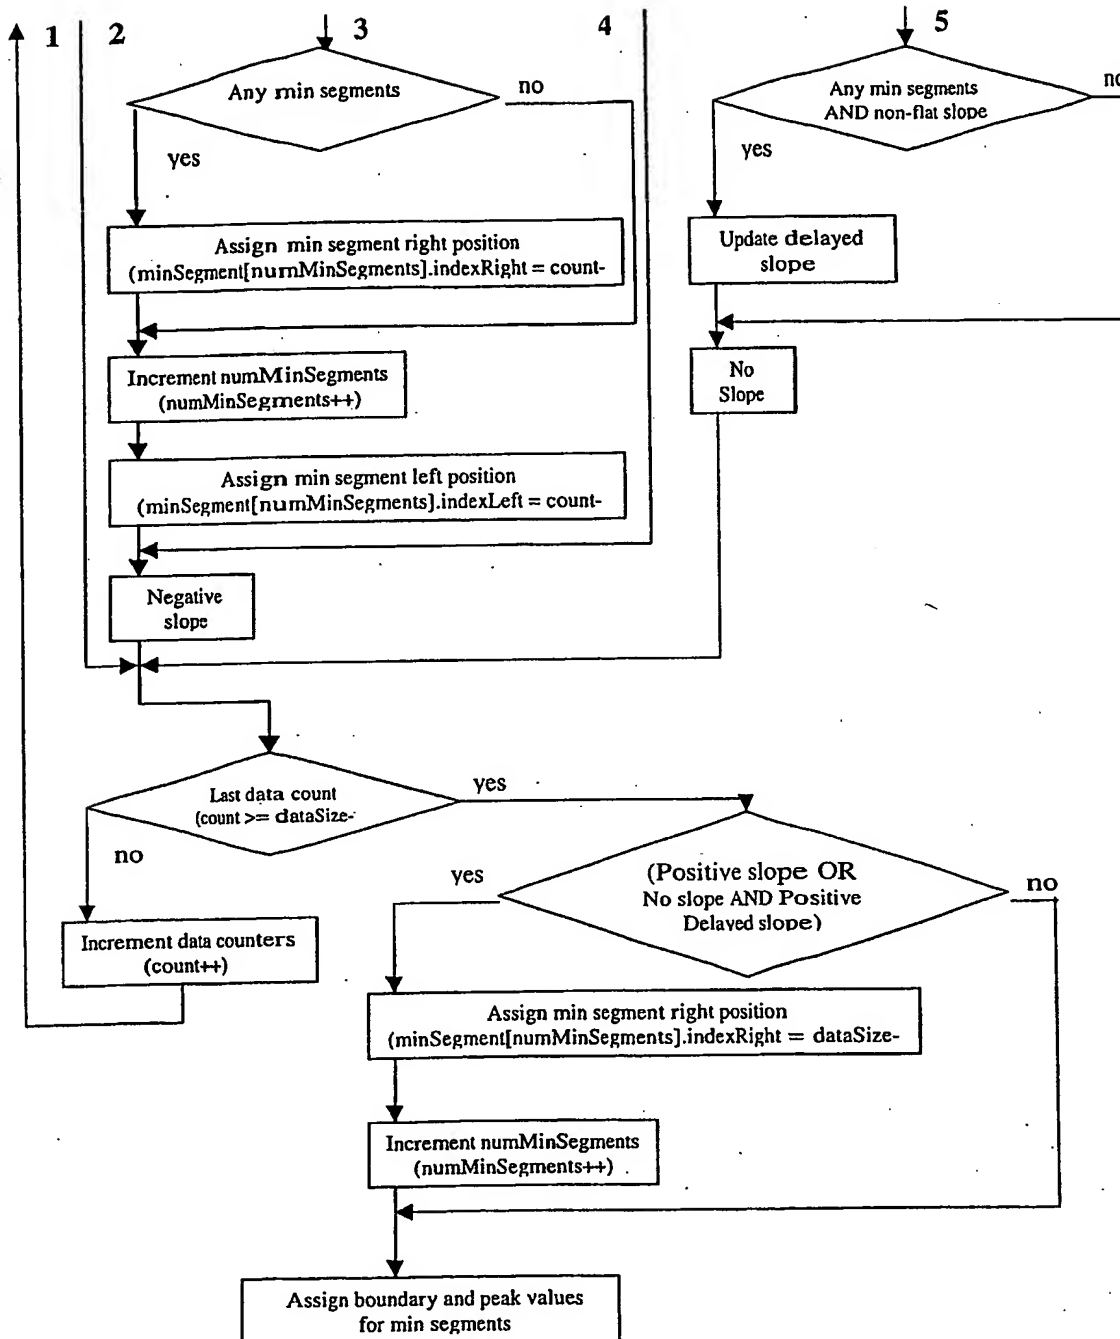 1
2
3
4
5
Any min segments
no
yes
Any min segments
AND non-flat slope
no
yes
Assign min segment right position
(minSegment[numMinSegments].indexRight = count-
Update delayed
slope
Increment numMinSegments
(numMinSegments++)
No
Slope
Assign min segment left position
(minSegment[numMinSegments].indexLeft = count-
Negative
slope
Last data count
(count >= dataSize-
yes
no
(Positive slope OR
No slope AND Positive
Delayed slope)
yes
no
Increment data counters
(count++)
Assign min segment right position
(minSegment[numMinSegments].indexRight = dataSize-
Increment numMinSegments
(numMinSegments++)
Assign boundary and peak values
for min segments